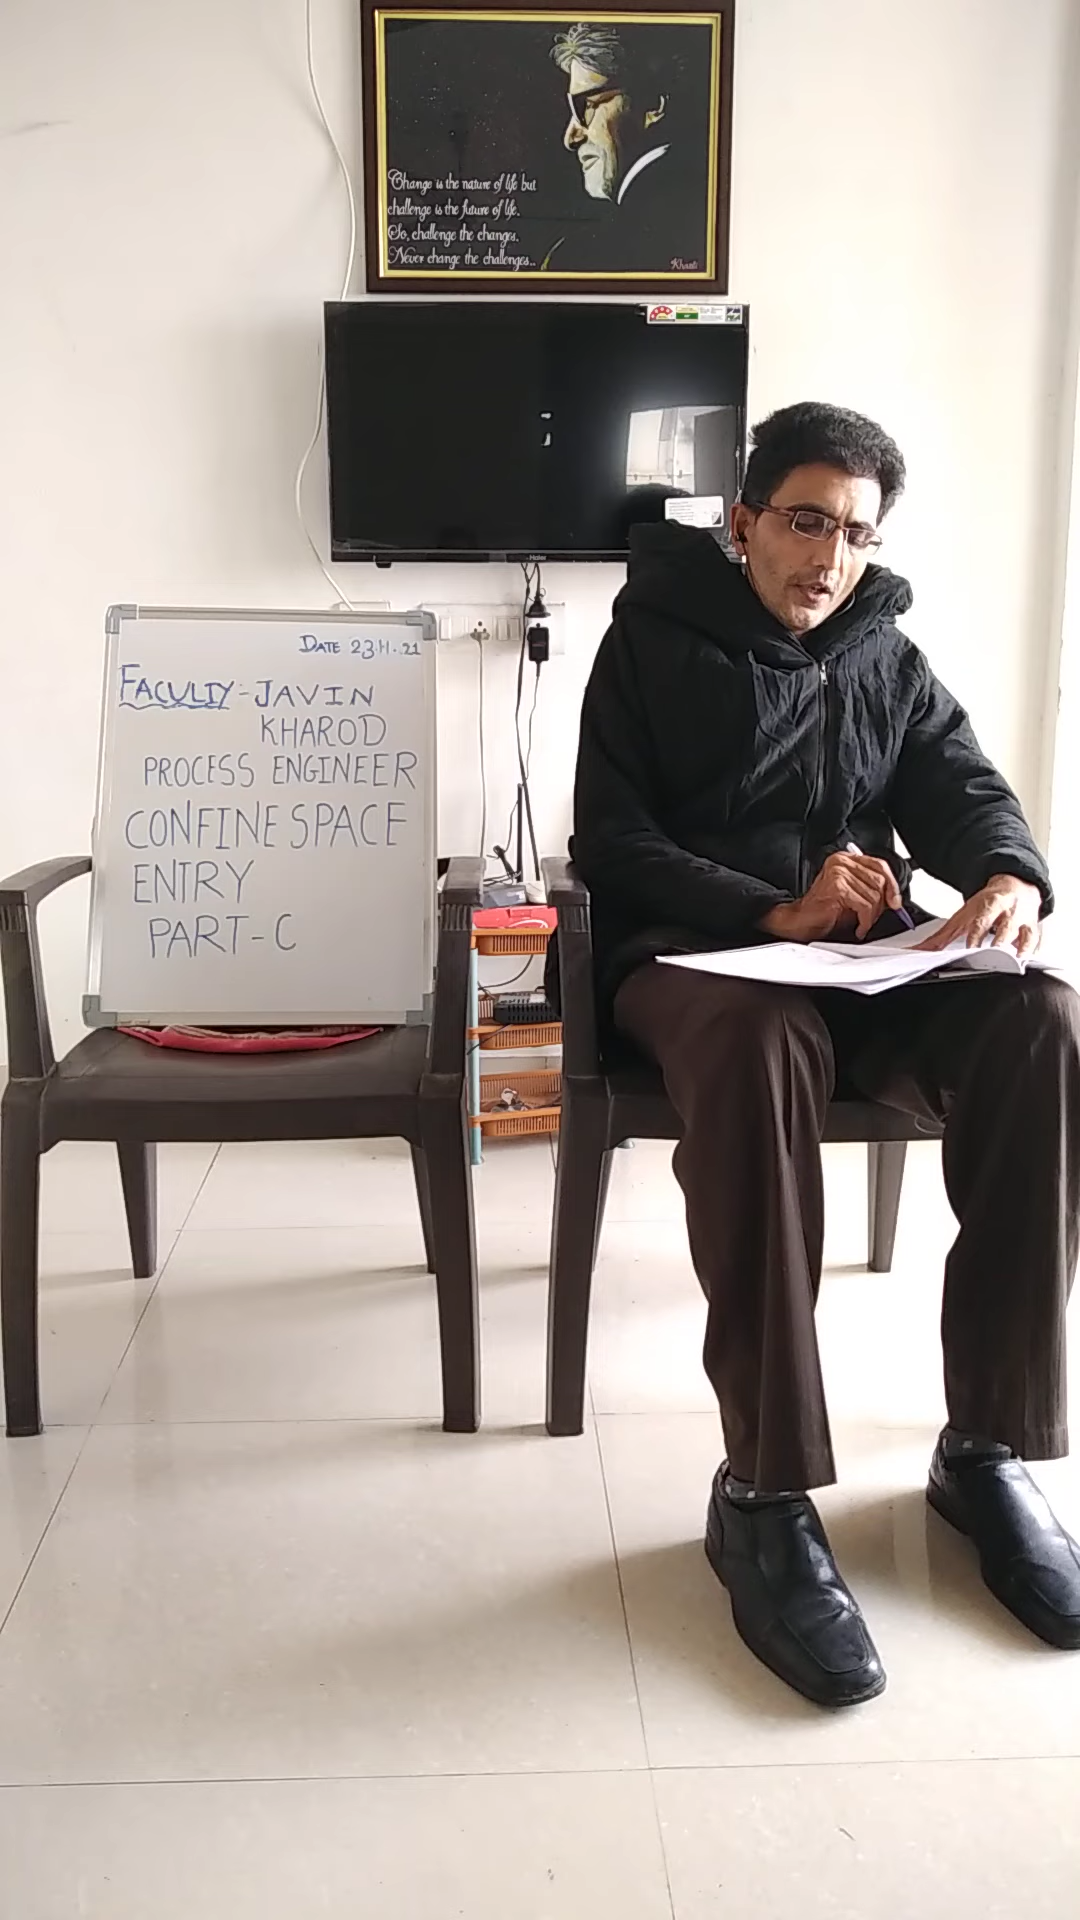 Change is the nature of life but
challenge is the future of life.
So, challenge the changes.
Never change the challenges..
Khanti
Haier
DATE 23.11.21
FACULTY-JAVIN
KHAROD
PROCESS ENGINEER
CONFINE SPACE
ENTRY
PART-C